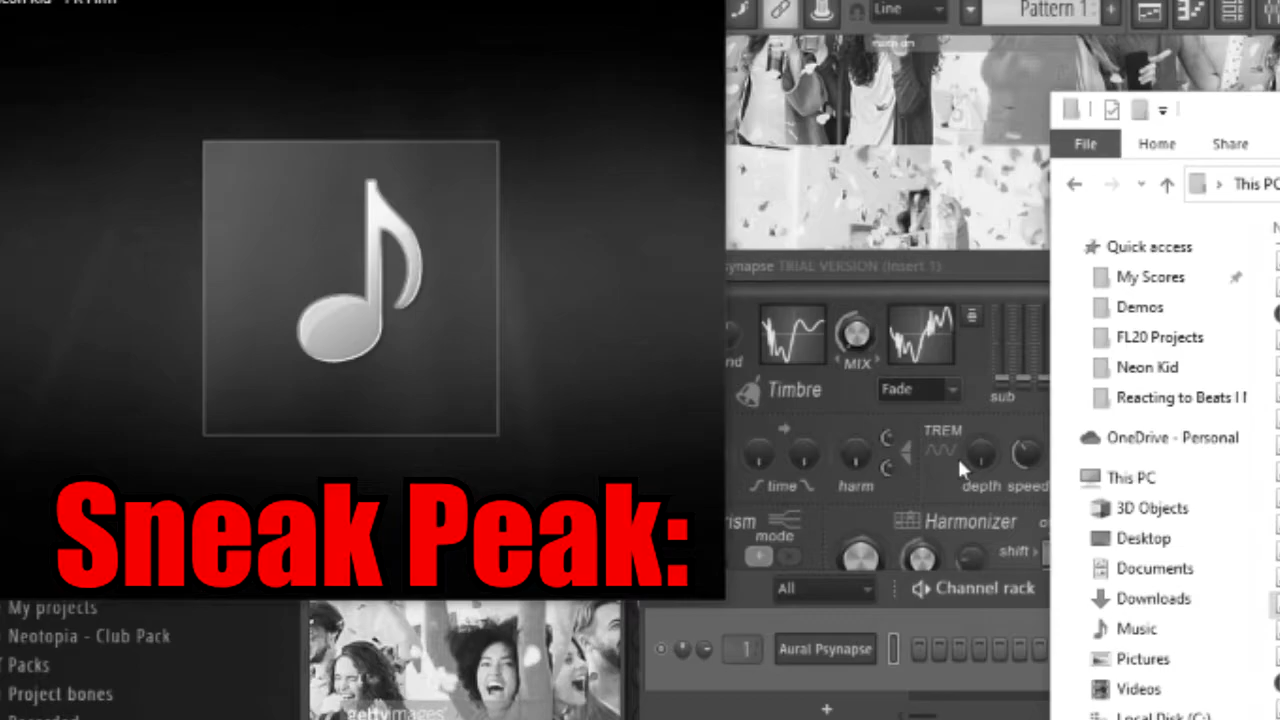 Line
Pattern 1
TRIAL VERSION (Insert 1)
File
Home
Share
Quick access
My Scores
Demos
FL20 Projects
Neon Kid
Reacting to Beats I
OneDrive - Personal
This PC
3D Objects
Desktop
Documents
Downloads
Music
Pictures
Videos
Local Disk (C:)
MIX
Timbre
Fade
sub
TREM
time
harm
depth
speed
mode
Harmonizer
shift
All
Channel rack
1
Aural Psynapse
Sneak Peak:
My projects
Neotopia - Club Pack
Packs
Project bones
gettyimages